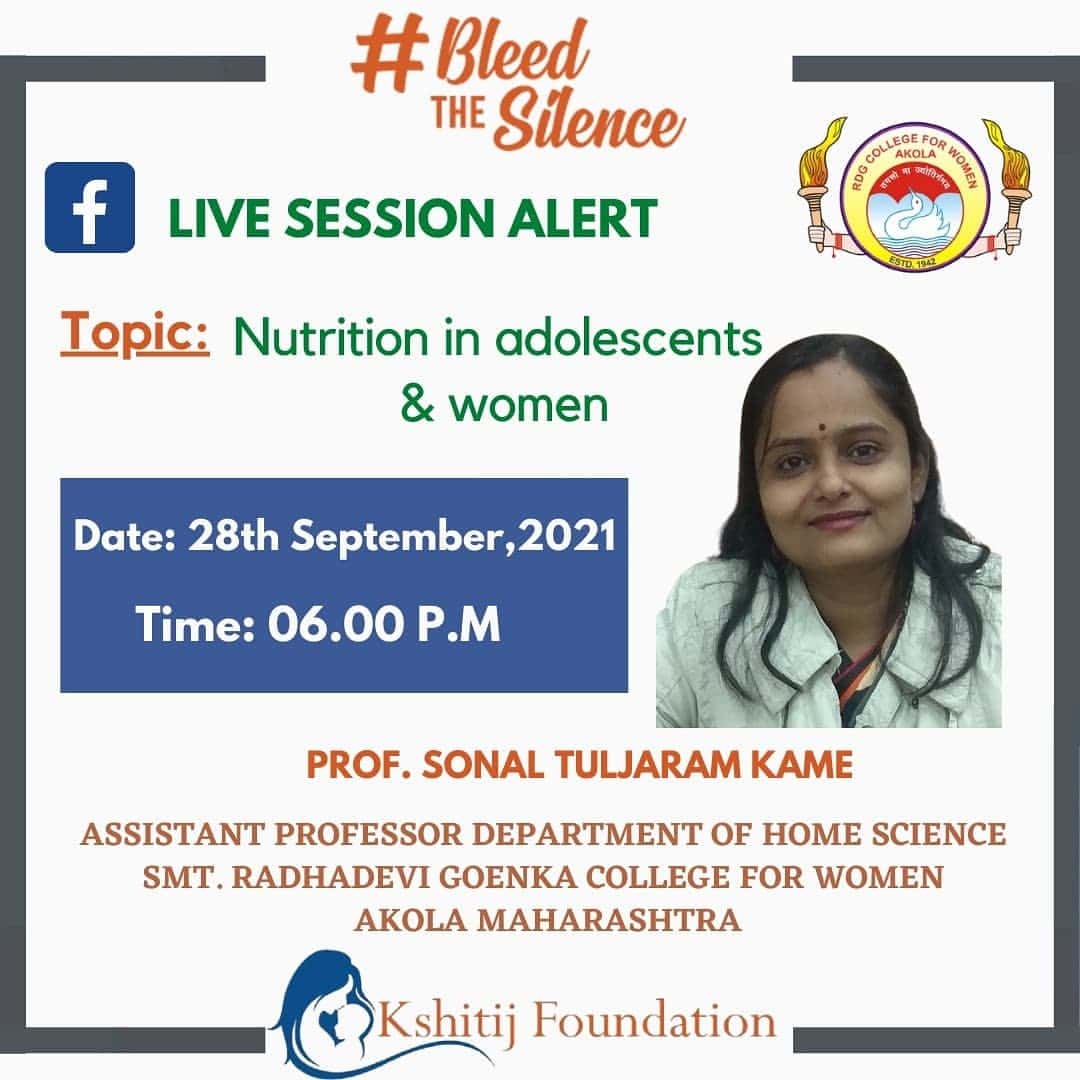 #Bleed
THE Silence
f
LIVE SESSION ALERT
RDG COLLEGE FOR WOMEN
AKOLA
तमसो मा ज्योतिर्गमय
ESTD. 1942
Topic: Nutrition in adolescents
& women
Date: 28th September,2021
Time: 06.00 P.M
PROF. SONAL TULJARAM KAME
ASSISTANT PROFESSOR DEPARTMENT OF HOME SCIENCE
SMT. RADHADEVI GOENKA COLLEGE FOR WOMEN
AKOLA MAHARASHTRA
Kshitij Foundation